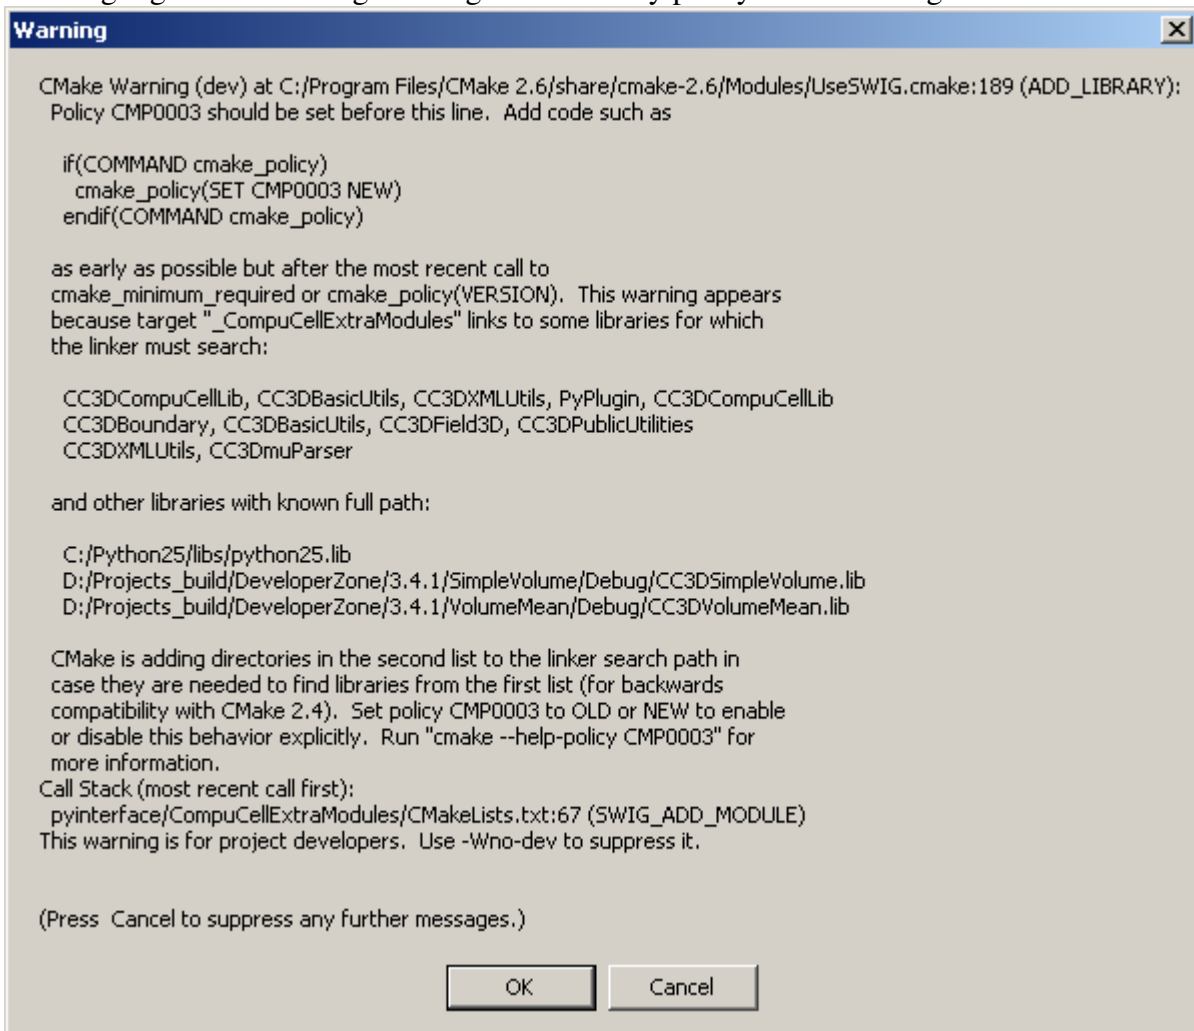 Warning
CMake Warning (dev) at C:/Program Files/CMake 2.6/share/cmake-2.6/Modules/UseSWIG.cmake:189 (ADD_LIBRARY):
Policy CMP0003 should be set before this line.  Add code such as
if(COMMAND cmake_policy)
cmake_policy(SET CMP0003 NEW)
endif(COMMAND cmake_policy)
as early as possible but after the most recent call to
cmake_minimum_required or cmake_policy(VERSION).  This warning appears
because target "_CompuCellExtraModules" links to some libraries for which
the linker must search:
CC3DCompuCellLib, CC3DBasicUtils, CC3DXMLUtils, PyPlugin, CC3DCompuCellLib
CC3DBoundary, CC3DBasicUtils, CC3DField3D, CC3DPublicUtilities
CC3DXMLUtils, CC3DmuParser
and other libraries with known full path:
C:/Python25/libs/python25.lib
D:/Projects_build/DeveloperZone/3.4.1/SimpleVolume/Debug/CC3DSimpleVolume.lib
D:/Projects_build/DeveloperZone/3.4.1/VolumeMean/Debug/CC3DVolumeMean.lib
CMake is adding directories in the second list to the linker search path in
case they are needed to find libraries from the first list (for backwards
compatibility with CMake 2.4).  Set policy CMP0003 to OLD or NEW to enable
or disable this behavior explicitly.  Run "cmake --help-policy CMP0003" for
more information.
Call Stack (most recent call first):
pyinterface/CompuCellExtraModules/CMakeLists.txt:67 (SWIG_ADD_MODULE)
This warning is for project developers.  Use -Wno-dev to suppress it.
(Press  Cancel to suppress any further messages.)
OK Cancel